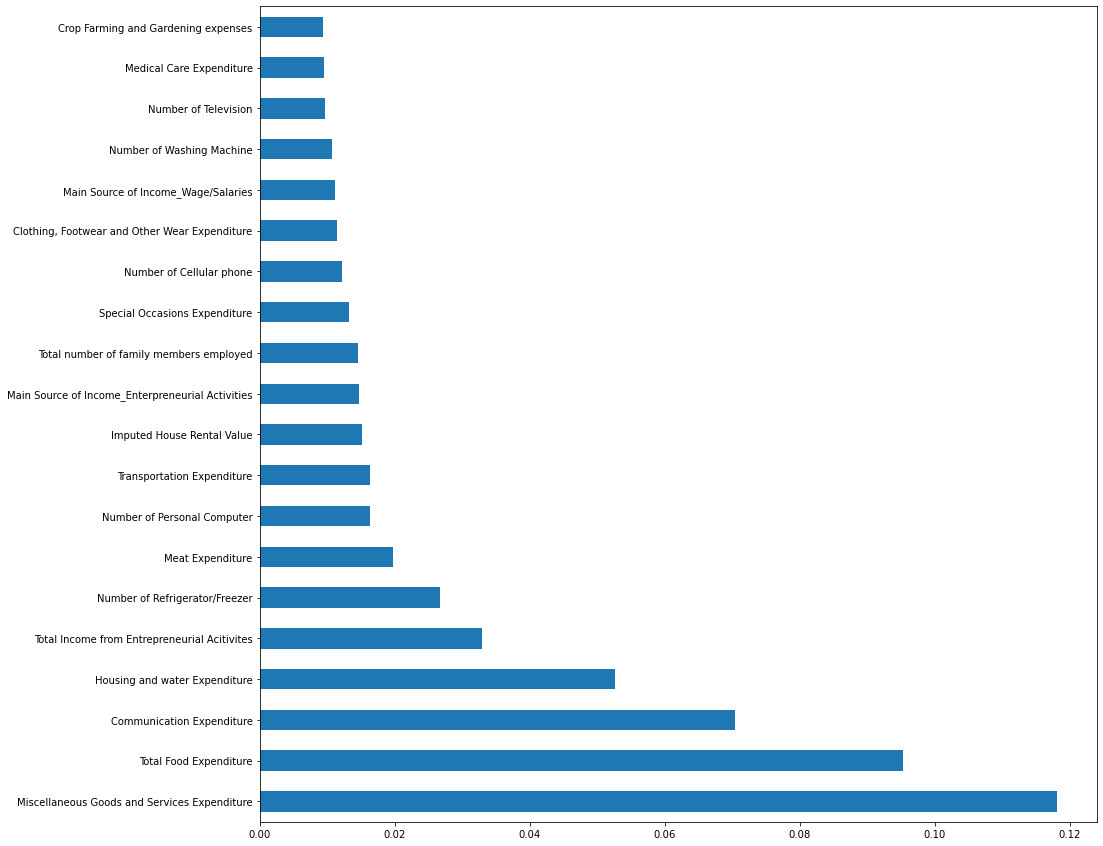 Crop Farming and Gardening expenses
Medical Care Expenditure
Number of Television
Number of Washing Machine
Main Source of Income_Wage/Salaries
Clothing, Footwear and Other Wear Expenditure
Number of Cellular phone
Special Occasions Expenditure
Total number of family members employed
Main Source of Income_Enterpreneurial Activities
Imputed House Rental Value
Transportation Expenditure
Number of Personal Computer
Meat Expenditure
Number of Refrigerator/Freezer
Total Income from Entrepreneurial Acitivites
Housing and water Expenditure
Communication Expenditure
Total Food Expenditure
Miscellaneous Goods and Services Expenditure
0.00 0.02 0.04 0.06 0.08 0.10 0.12